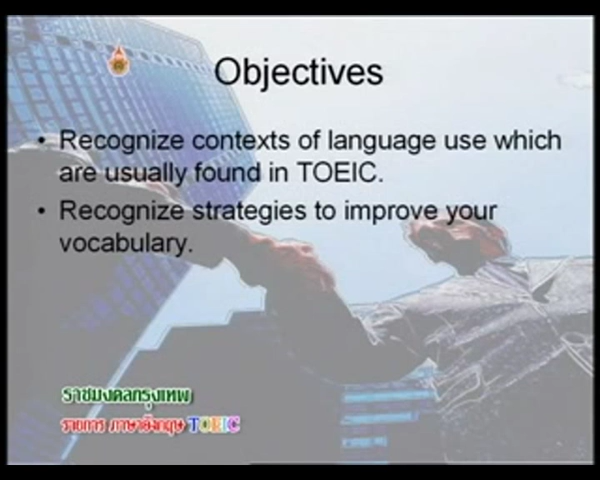 Objectives
• Recognize contexts of language use which
are usually found in TOEIC.
• Recognize strategies to improve your
vocabulary.
ราชมงคลกรุงเทพ
รายการ ภาษาอังกฤษ TOEIC